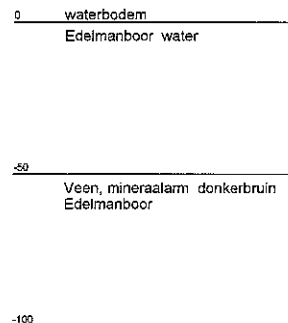 0 waterbodem
Edelmanboor water
-50
Veen, mineraalarm donkerbruin
Edelmanboor
-100